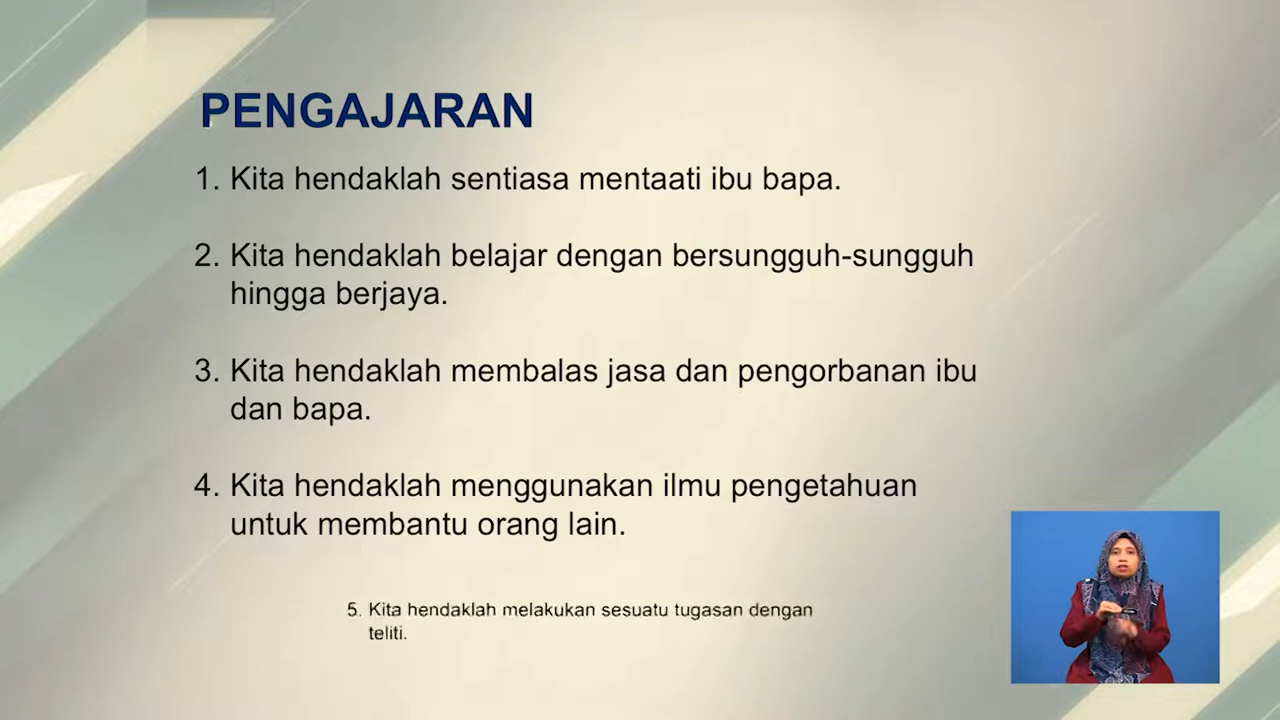 PENGAJARAN
1. Kita hendaklah sentiasa mentaati ibu bapa.
2. Kita hendaklah belajar dengan bersungguh-sungguh
hingga berjaya.
3. Kita hendaklah membalas jasa dan pengorbanan ibu
dan bapa.
4. Kita hendaklah menggunakan ilmu pengetahuan
untuk membantu orang lain.
5. Kita hendaklah melakukan sesuatu tugasan dengan
teliti.